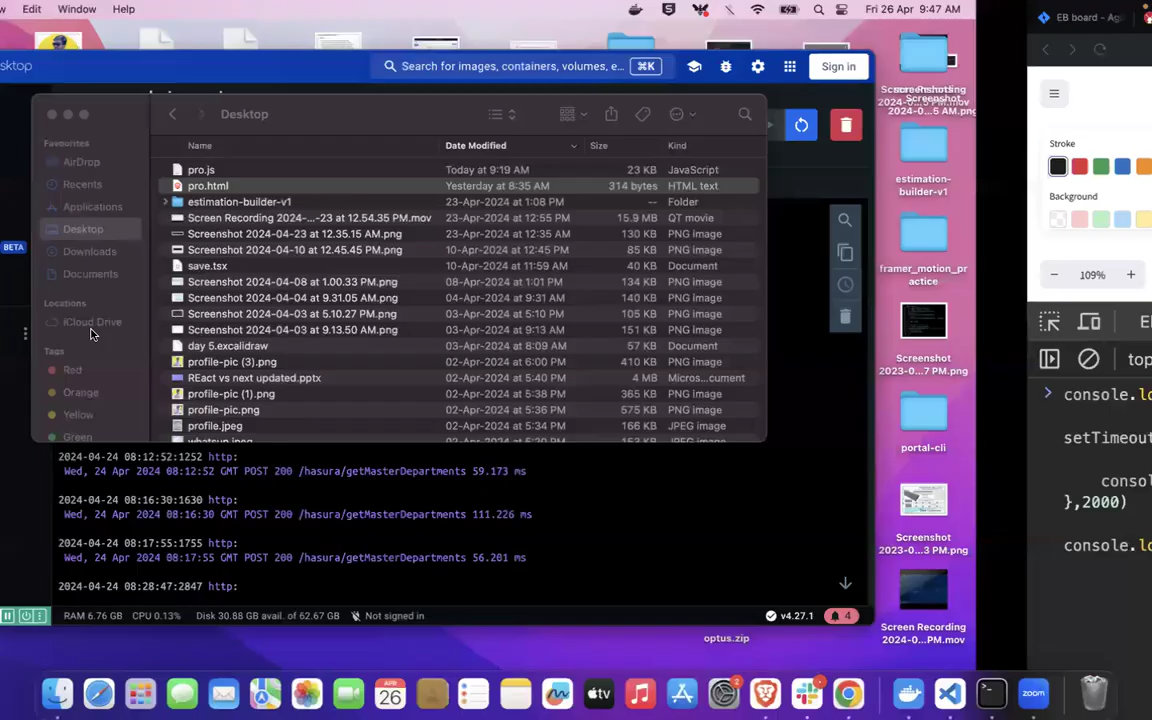 Edit Window Help Fri 26 Apr 9:47 AM
EB board - Ag
sktop Search for images, containers, volumes, e... ⌘K Sign in
Desktop
Favourites
AirDrop
Recents
Applications
Desktop
Downloads
Documents
Locations
iCloud Drive
Tags
Red
Orange
Yellow
Green
BETA
Name Date Modified Size Kind
pro.js Today at 9:19 AM 23 KB JavaScript
pro.html Yesterday at 8:35 AM 314 bytes HTML text
estimation-builder-v1 23-Apr-2024 at 1:08 PM -- Folder
Screen Recording 2024-...-23 at 12.54.35 PM.mov 23-Apr-2024 at 12:55 PM 15.9 MB QT movie
Screenshot 2024-04-23 at 12.35.15 AM.png 23-Apr-2024 at 12:35 AM 130 KB PNG image
Screenshot 2024-04-10 at 12.45.45 PM.png 10-Apr-2024 at 12:45 PM 85 KB PNG image
save.tsx 10-Apr-2024 at 11:59 AM 40 KB Document
Screenshot 2024-04-08 at 1.00.33 PM.png 08-Apr-2024 at 1:01 PM 134 KB PNG image
Screenshot 2024-04-04 at 9.31.05 AM.png 04-Apr-2024 at 9:31 AM 140 KB PNG image
Screenshot 2024-04-03 at 5.10.27 PM.png 03-Apr-2024 at 5:10 PM 105 KB PNG image
Screenshot 2024-04-03 at 9.13.50 AM.png 03-Apr-2024 at 9:13 AM 151 KB PNG image
day 5.excalidraw 03-Apr-2024 at 8:09 AM 57 KB Document
profile-pic (3).png 02-Apr-2024 at 6:00 PM 410 KB PNG image
REact vs next updated.pptx 02-Apr-2024 at 5:40 PM 4 MB Micros...cument
profile-pic (1).png 02-Apr-2024 at 5:38 PM 365 KB PNG image
profile-pic.png 02-Apr-2024 at 5:36 PM 575 KB PNG image
profile.jpeg 02-Apr-2024 at 5:34 PM 166 KB JPEG image
2024-04-24 08:12:52:1252 http:
Wed, 24 Apr 2024 08:12:52 GMT POST 200 /hasura/getMasterDepartments 59.173 ms
2024-04-24 08:16:30:1630 http:
Wed, 24 Apr 2024 08:16:30 GMT POST 200 /hasura/getMasterDepartments 111.226 ms
2024-04-24 08:17:55:1755 http:
Wed, 24 Apr 2024 08:17:55 GMT POST 200 /hasura/getMasterDepartments 56.201 ms
2024-04-24 08:28:47:2847 http:
RAM 6.76 GB CPU 0.13% Disk 30.88 GB avail. of 62.67 GB Not signed in v4.27.1 4
optus.zip
estimation-
builder-v1
framer_motion_pr
actice
Screenshot
2023-0...7 PM.png
portal-cli
Screenshot
2023-0...3 PM.png
Screen Recording
2024-0...PM.mov
Stroke
Background
− 109% +
top
console.lo
setTimeout
consol
},2000)
console.lo
APR
26
2
zoom